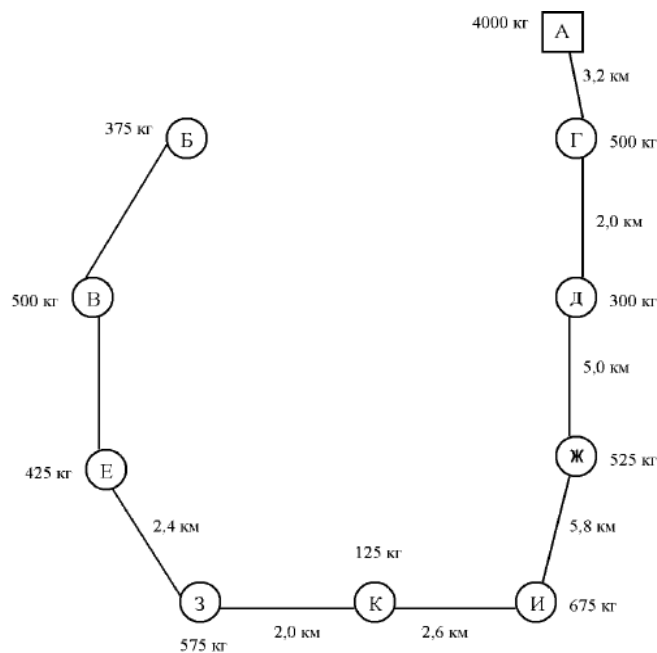 4000 кг
А
3,2 км
375 кг
Б
Г
500 кг
2,0 км
500 кг
В
Д
300 кг
5,0 км
425 кг
Е
Ж
525 кг
2,4 км
5,8 км
125 кг
З
К
И
675 кг
575 кг
2,0 км
2,6 км